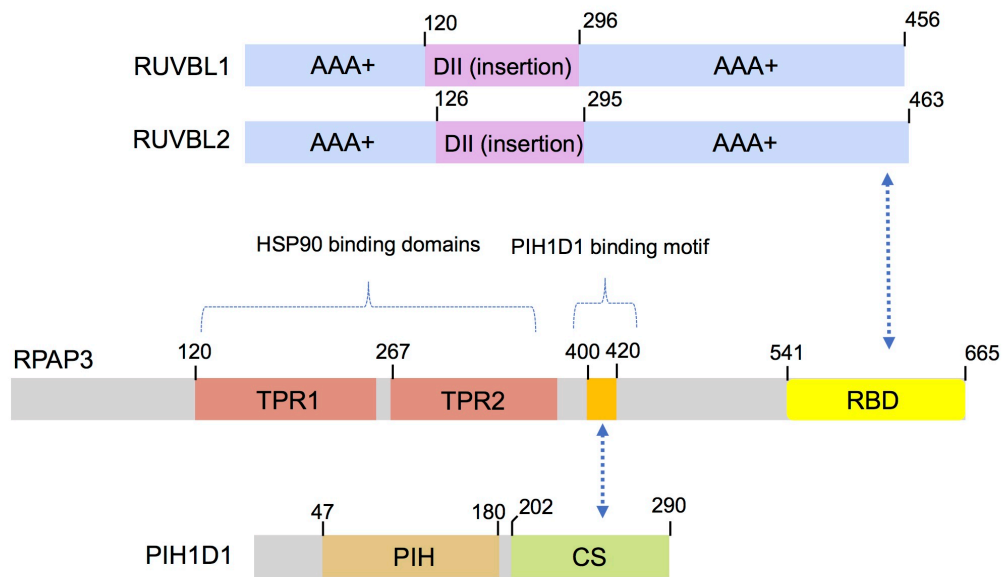 120 296 456
RUVBL1 AAA+ DII (insertion) AAA+
126 295 463
RUVBL2 AAA+ DII (insertion) AAA+
HSP90 binding domains PIH1D1 binding motif
RPAP3 120 267 400 420 541 665
TPR1 TPR2 RBD
47 180 202 290
PIH1D1 PIH CS